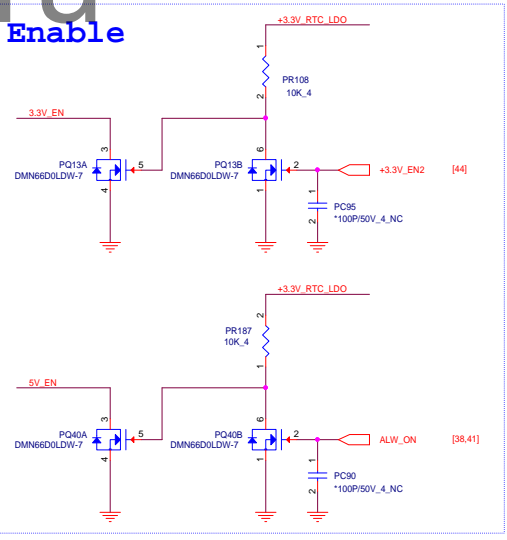 Enable
+3.3V_RTC_LDO
1
PR108
10K_4
2
3.3V_EN
3
6
PQ13A
DMN66D0LDW-7
5
PQ13B
DMN66D0LDW-7
2
+3.3V_EN2
[44]
4
1
1
PC95
*100P/50V_4_NC
2
+3.3V_RTC_LDO
2
PR187
10K_4
1
5V_EN
3
6
PQ40A
DMN66D0LDW-7
5
PQ40B
DMN66D0LDW-7
2
ALW_ON
[38,41]
4
1
1
PC90
*100P/50V_4_NC
2